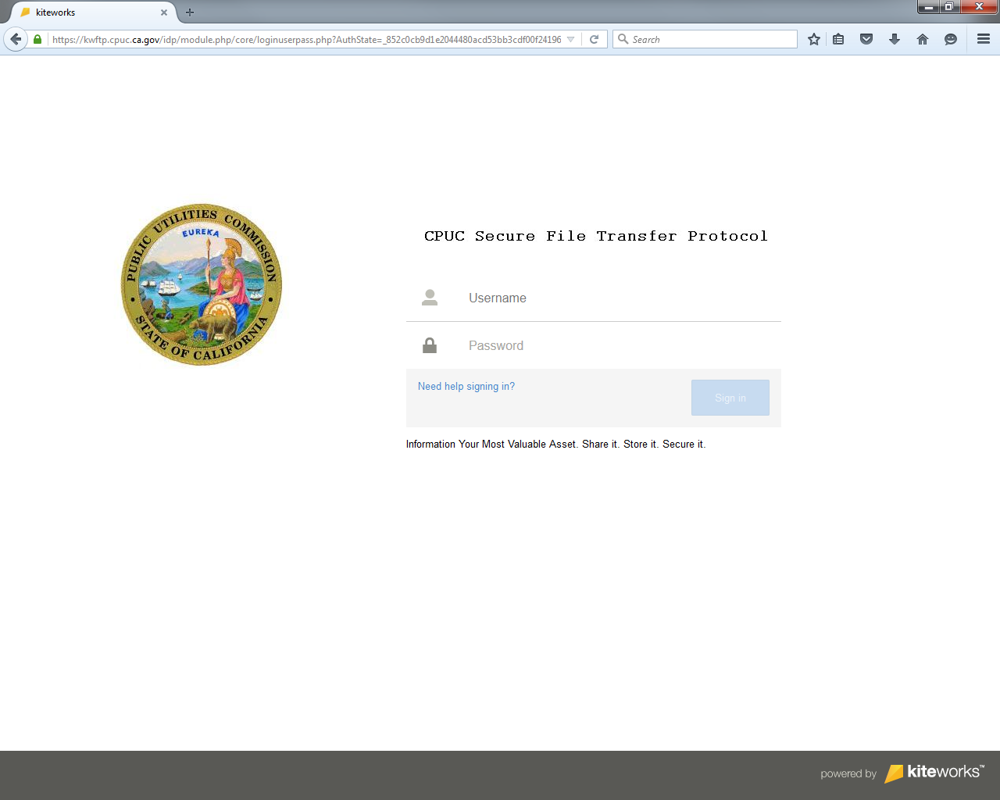 kiteworks
https://kwftp.cpuc.ca.gov/idp/module.php/core/loginuserpass.php?AuthState=_852c0cb9d1e2044480acd53bb3cdf00f24196
Search
PUBLIC UTILITIES COMMISSION
EUREKA
STATE OF CALIFORNIA
CPUC Secure File Transfer Protocol
Username
Password
Need help signing in?
Sign in
Information Your Most Valuable Asset. Share it. Store it. Secure it.
powered by kiteworks™